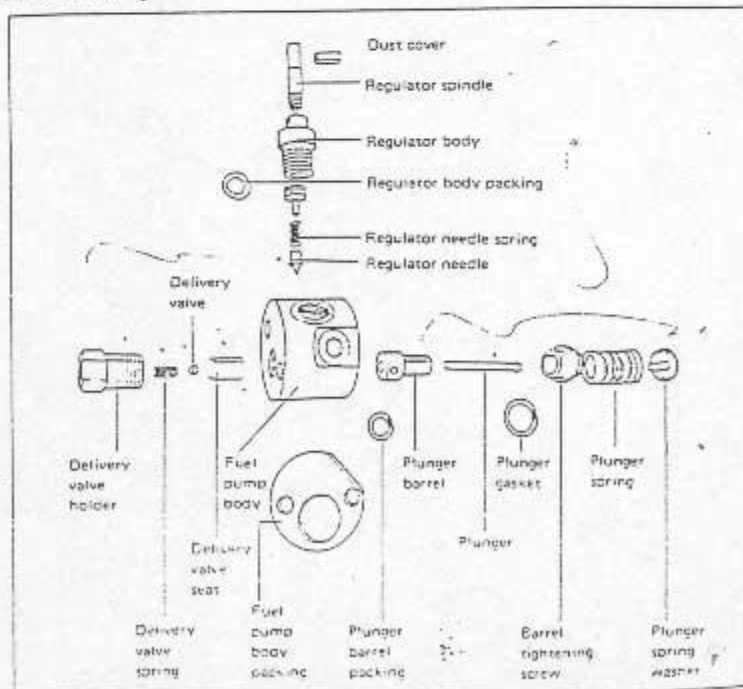 Dust cover
Regulator spindle
Regulator body
Regulator body packing
Regulator needle spring
Regulator needle
Delivery
valve
Delivery
valve
holder
Fuel
pump
body
Plunger
barrel
Plunger
gasket
Plunger
spring
Delivery
valve
seat
Plunger
Delivery
valve
spring
Fuel
pump
body
packing
Plunger
barrel
packing
Barrel
tightening
screw
Plunger
spring
washer